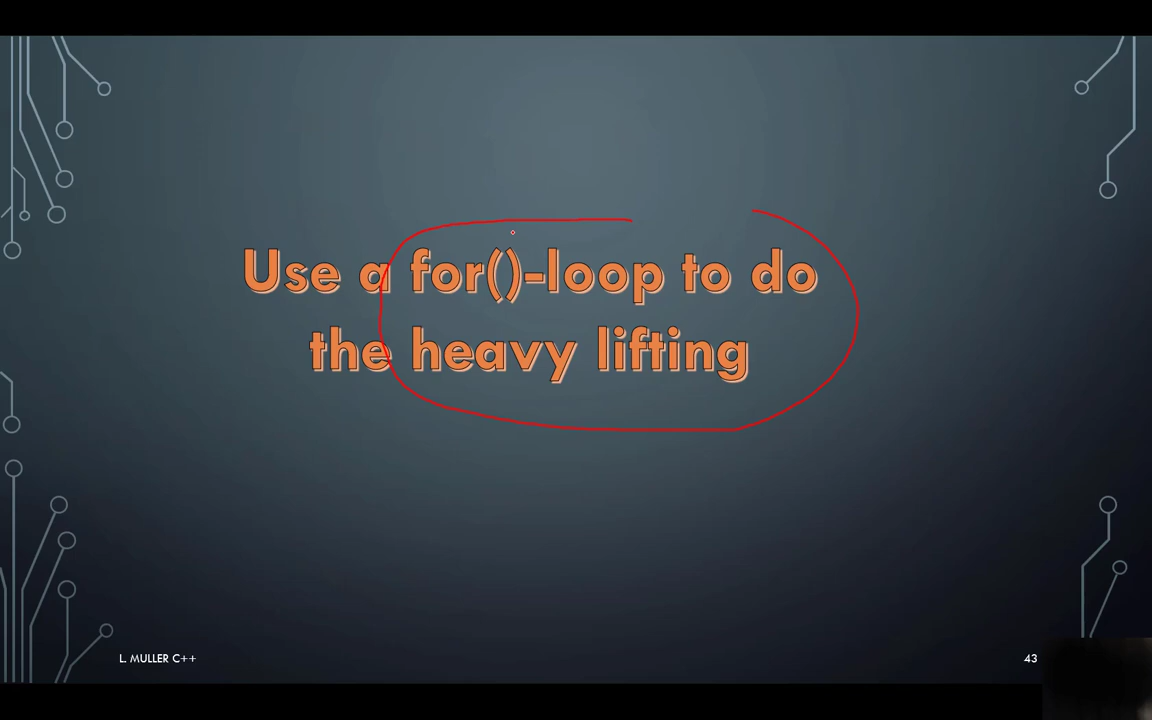 Use a for()-loop to do
the heavy lifting
L. MULLER C++
43